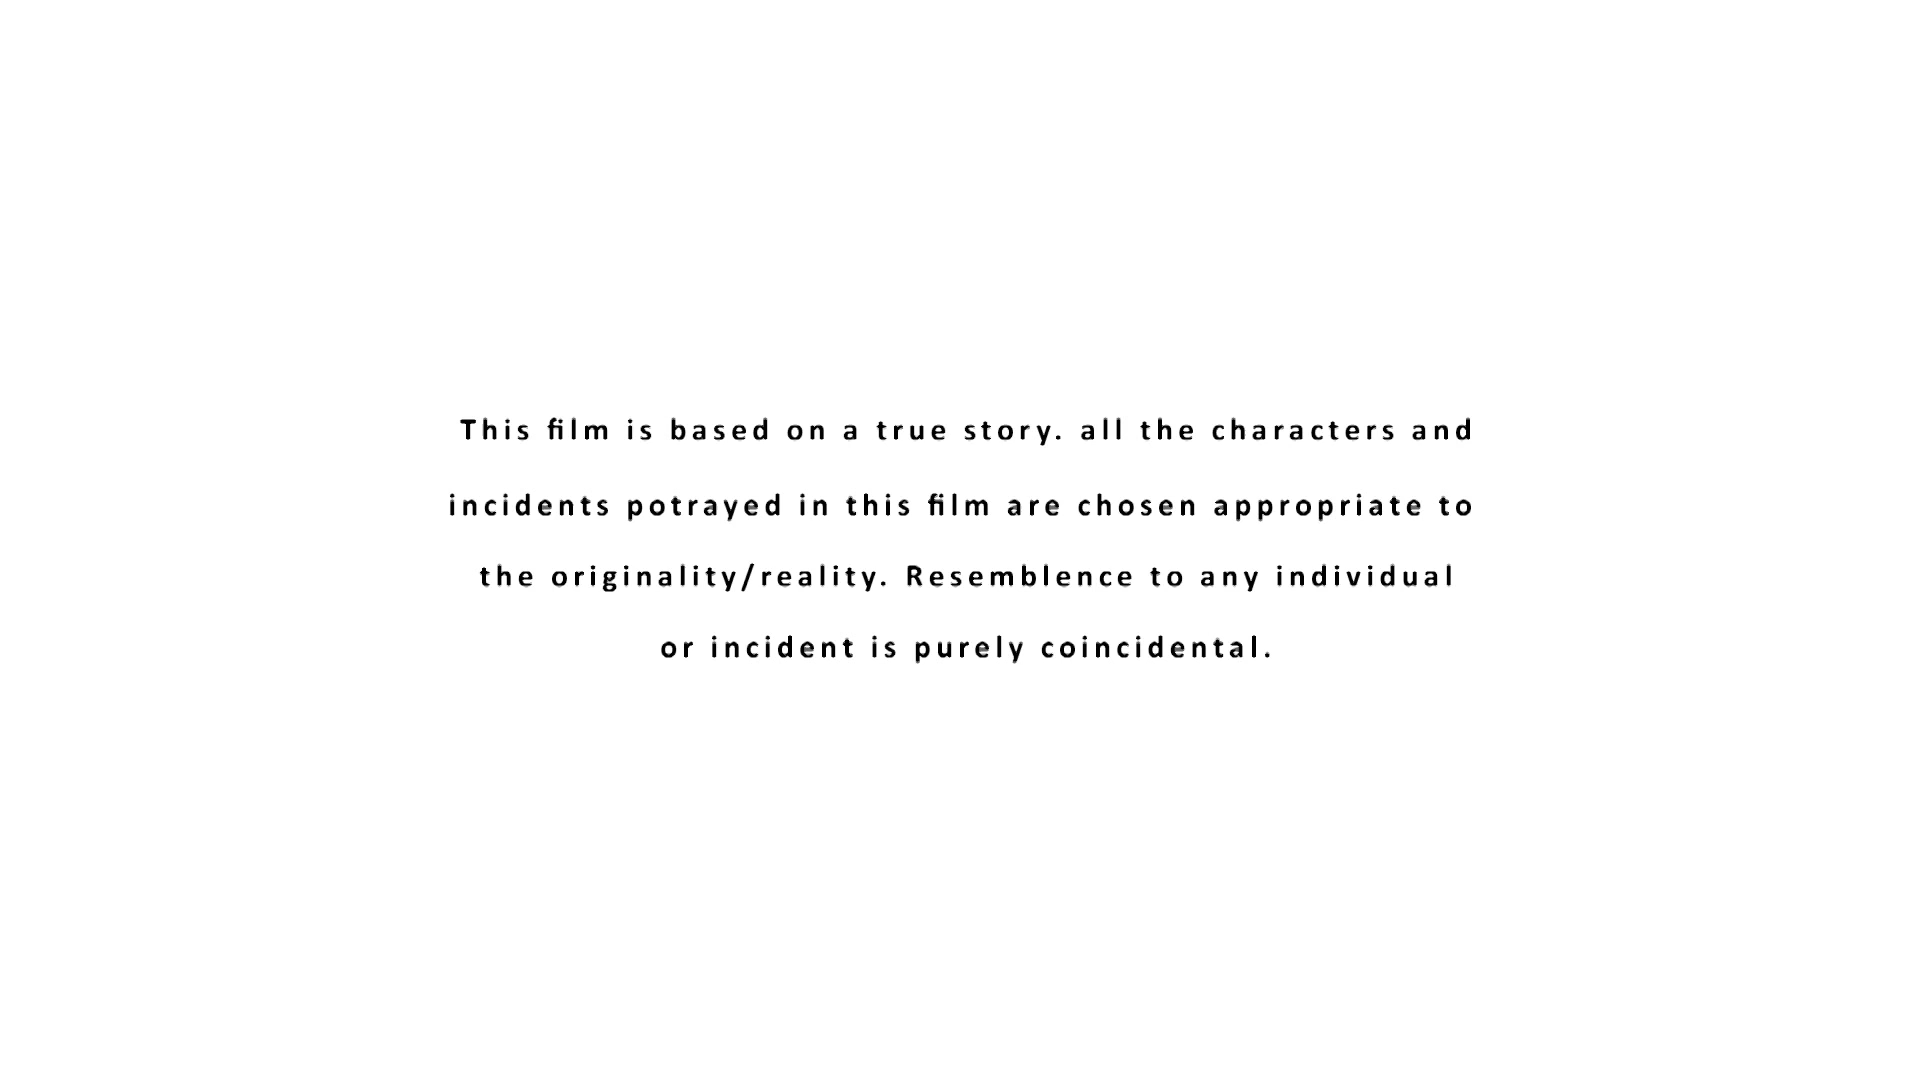 This film is based on a true story. all the characters and
incidents potrayed in this film are chosen appropriate to
the originality/reality. Resemblence to any individual
or incident is purely coincidental.